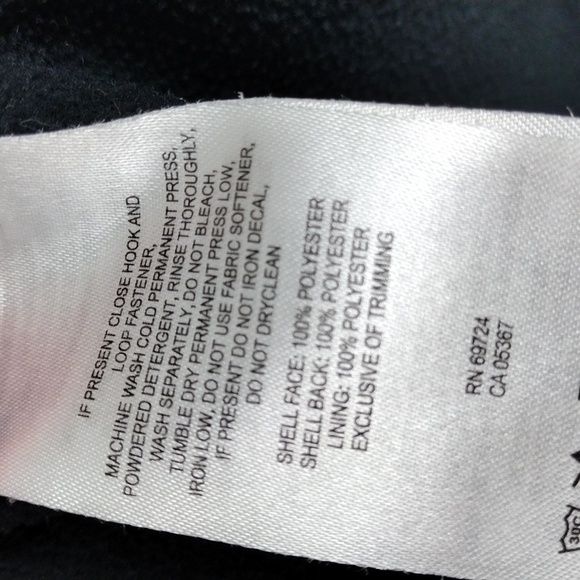 IF PRESENT CLOSE HOOK AND
LOOP FASTENER,
MACHINE WASH COLD PERMANENT PRESS,
POWDERED DETERGENT, RINSE THOROUGHLY,
WASH SEPARATELY, DO NOT BLEACH,
TUMBLE DRY PERMANENT PRESS LOW,
IRON LOW, DO NOT USE FABRIC SOFTENER,
IF PRESENT DO NOT IRON DECAL,
DO NOT DRYCLEAN
SHELL FACE: 100% POLYESTER
SHELL BACK: 100% POLYESTER
LINING: 100% POLYESTER
EXCLUSIVE OF TRIMMING
RN 69724
CA 05367
30C